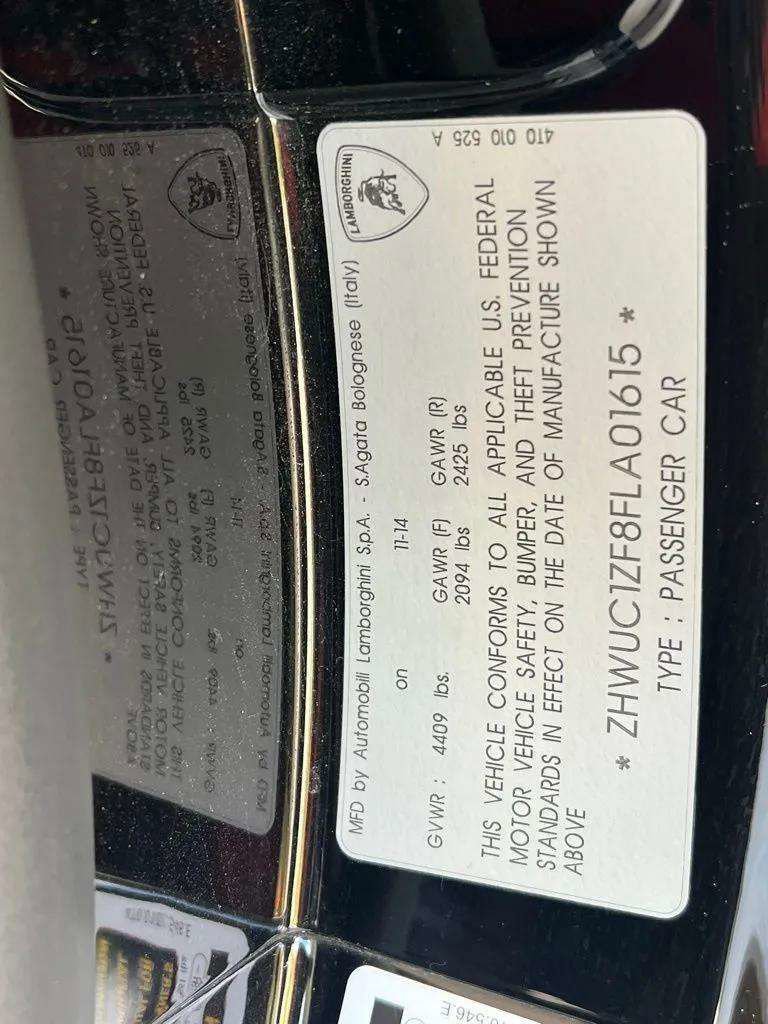 LAMBORGHINI
4T0 010 525 A
MFD by Automobili Lamborghini S.p.A. - S.Agata Bolognese (Italy)
on 11-14
GVWR : 4409 lbs. GAWR (F) GAWR (R)
2094 lbs 2425 lbs
THIS VEHICLE CONFORMS TO ALL APPLICABLE U.S. FEDERAL
MOTOR VEHICLE SAFETY, BUMPER, AND THEFT PREVENTION
STANDARDS IN EFFECT ON THE DATE OF MANUFACTURE SHOWN
ABOVE
* ZHWUC1ZF8FLA01615 *
TYPE : PASSENGER CAR